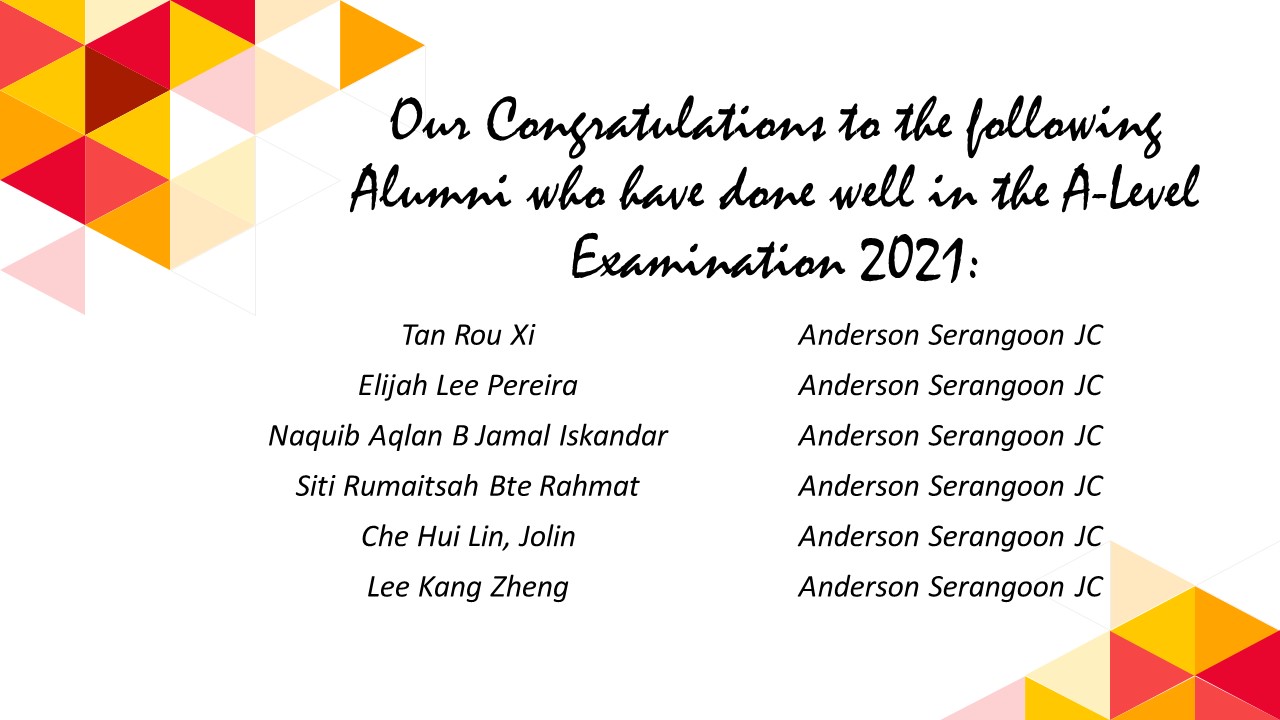 Our Congratulations to the following
Alumni who have done well in the A-Level
Examination 2021:
Tan Rou Xi Anderson Serangoon JC
Elijah Lee Pereira Anderson Serangoon JC
Naquib Aqlan B Jamal Iskandar Anderson Serangoon JC
Siti Rumaitsah Bte Rahmat Anderson Serangoon JC
Che Hui Lin, Jolin Anderson Serangoon JC
Lee Kang Zheng Anderson Serangoon JC